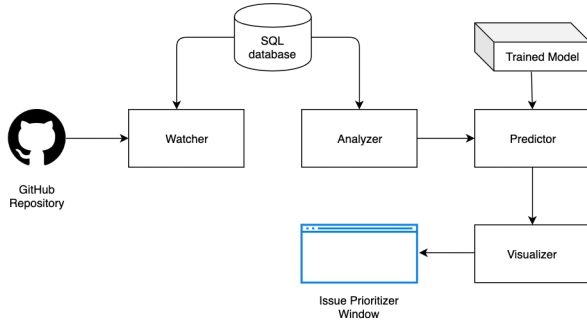 SQL
database
Trained Model
Watcher
Analyzer
Predictor
GitHub
Repository
Visualizer
Issue Prioritizer
Window